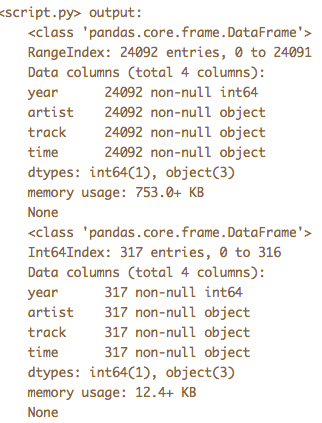 <script.py> output:
<class 'pandas.core.frame.DataFrame'>
RangeIndex: 24092 entries, 0 to 24091
Data columns (total 4 columns):
year      24092 non-null int64
artist    24092 non-null object
track     24092 non-null object
time      24092 non-null object
dtypes: int64(1), object(3)
memory usage: 753.0+ KB
None
<class 'pandas.core.frame.DataFrame'>
Int64Index: 317 entries, 0 to 316
Data columns (total 4 columns):
year      317 non-null int64
artist    317 non-null object
track     317 non-null object
time      317 non-null object
dtypes: int64(1), object(3)
memory usage: 12.4+ KB
None